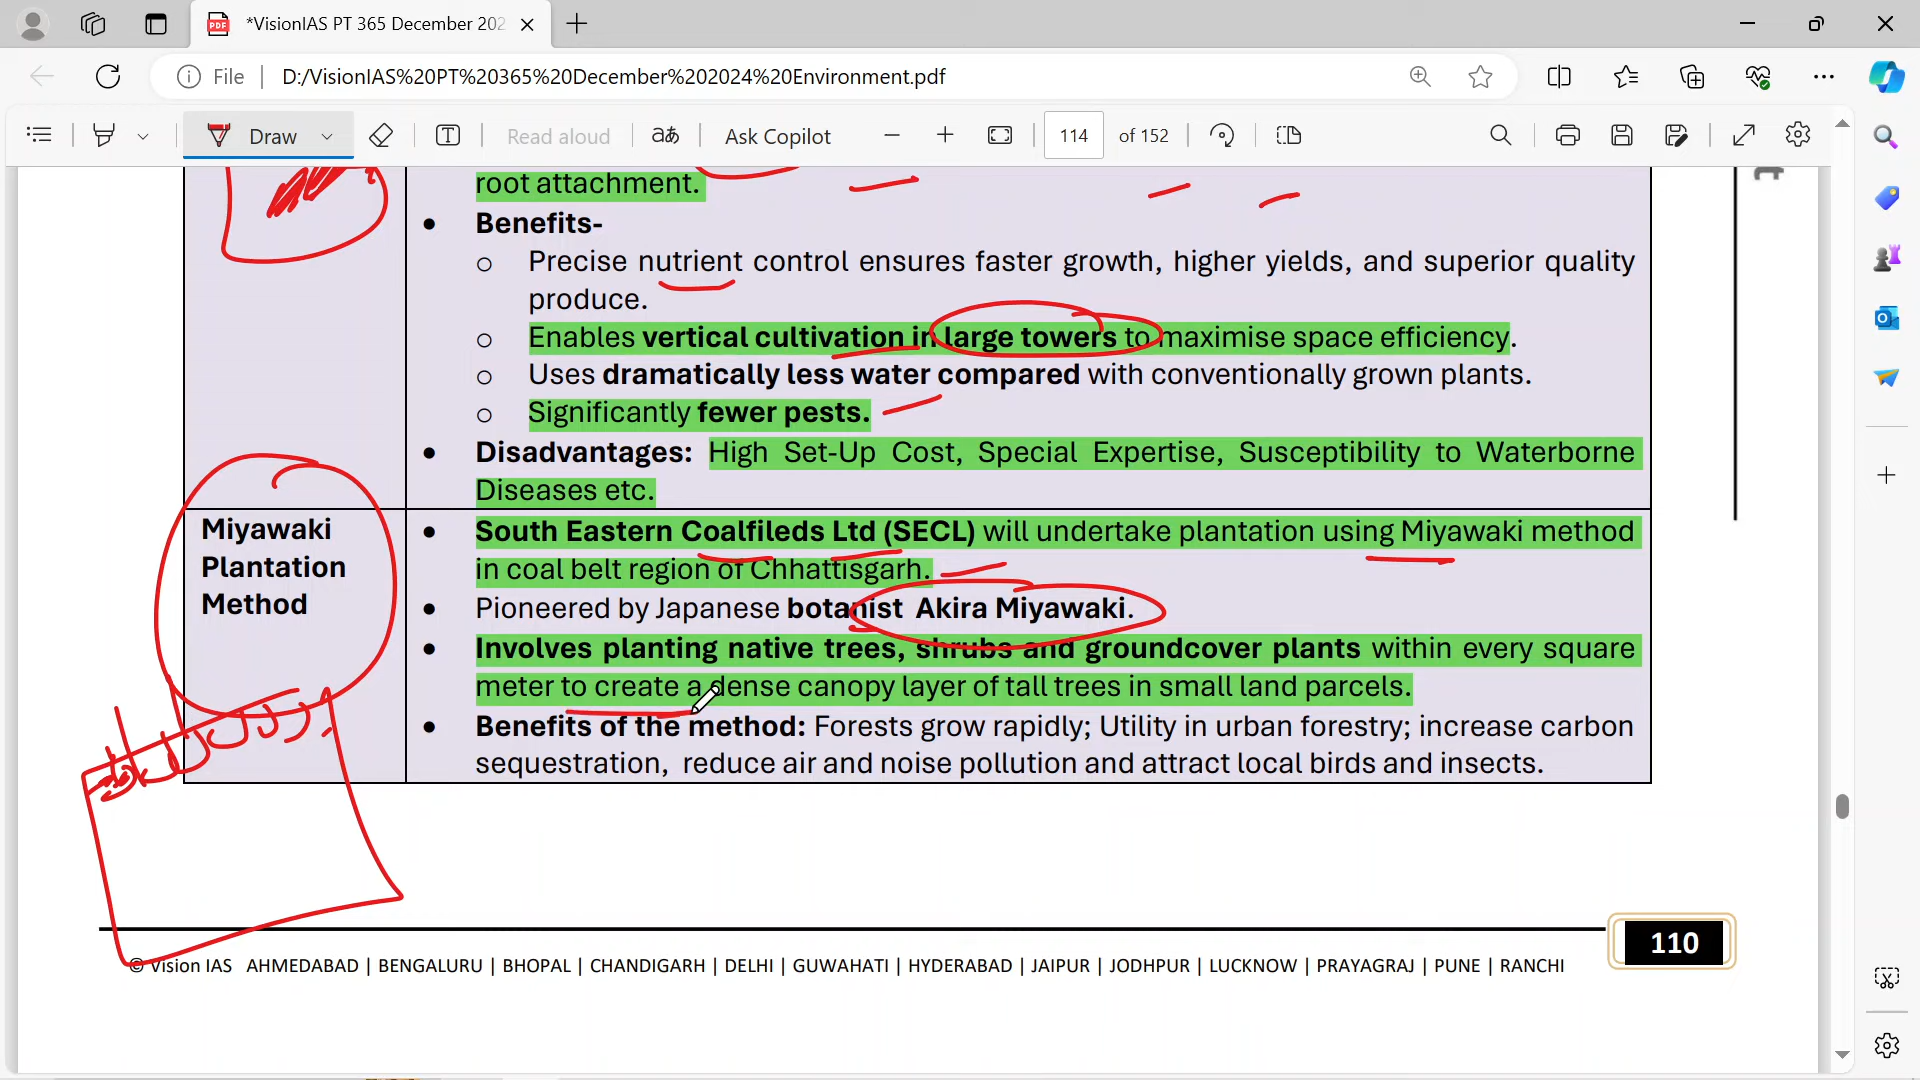 *VisionIAS PT 365 December 202
File
D:/VisionIAS%20PT%20365%20December%202024%20Environment.pdf
Draw
Read aloud
aあ
Ask Copilot
114 of 152
root attachment.
• Benefits-
o Precise nutrient control ensures faster growth, higher yields, and superior quality
produce.
o Enables vertical cultivation in large towers to maximise space efficiency.
o Uses dramatically less water compared with conventionally grown plants.
o Significantly fewer pests.
• Disadvantages: High Set-Up Cost, Special Expertise, Susceptibility to Waterborne
Diseases etc.
Miyawaki
Plantation
Method
• South Eastern Coalfileds Ltd (SECL) will undertake plantation using Miyawaki method
in coal belt region of Chhattisgarh.
• Pioneered by Japanese botanist Akira Miyawaki.
• Involves planting native trees, shrubs and groundcover plants within every square
meter to create a dense canopy layer of tall trees in small land parcels.
• Benefits of the method: Forests grow rapidly; Utility in urban forestry; increase carbon
sequestration, reduce air and noise pollution and attract local birds and insects.
110
© Vision IAS AHMEDABAD | BENGALURU | BHOPAL | CHANDIGARH | DELHI | GUWAHATI | HYDERABAD | JAIPUR | JODHPUR | LUCKNOW | PRAYAGRAJ | PUNE | RANCHI